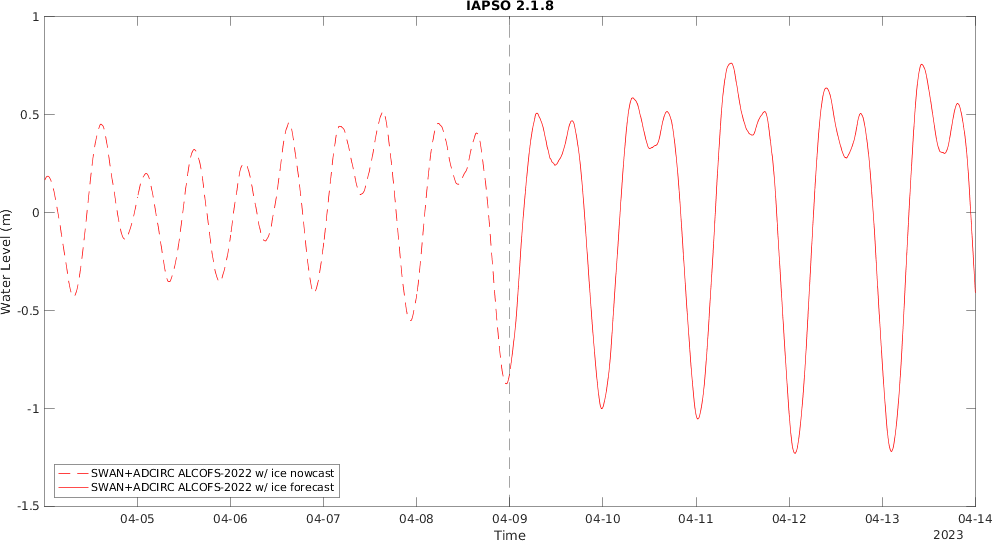 IAPSO 2.1.8
1
0.5
0
-0.5
-1
-1.5
Water Level (m)
SWAN+ADCIRC ALCOFS-2022 w/ ice nowcast
SWAN+ADCIRC ALCOFS-2022 w/ ice forecast
04-05 04-06 04-07 04-08 04-09 04-10 04-11 04-12 04-13 04-14
Time
2023